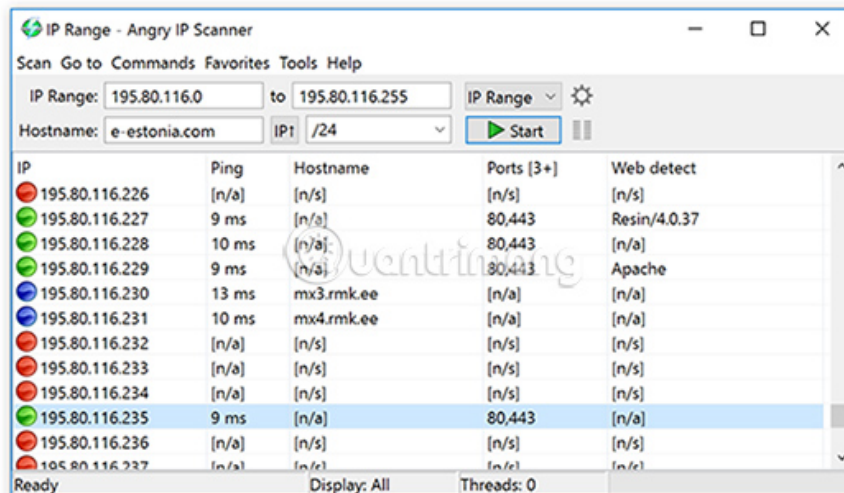 IP Range - Angry IP Scanner
Scan Go to Commands Favorites Tools Help
IP Range: 195.80.116.0 to 195.80.116.255 IP Range
Hostname: e-estonia.com IP↑ /24 Start
IP Ping Hostname Ports [3+] Web detect
195.80.116.226 [n/a] [n/s] [n/s] [n/s]
195.80.116.227 9 ms [n/a] 80,443 Resin/4.0.37
195.80.116.228 10 ms [n/a] 80,443 [n/a]
195.80.116.229 9 ms [n/a] 80,443 Apache
Quantrimang
195.80.116.230 13 ms mx3.rmk.ee [n/a] [n/a]
195.80.116.231 10 ms mx4.rmk.ee [n/a] [n/a]
195.80.116.232 [n/a] [n/s] [n/s] [n/s]
195.80.116.233 [n/a] [n/s] [n/s] [n/s]
195.80.116.234 [n/a] [n/s] [n/s] [n/s]
195.80.116.235 9 ms [n/a] 80,443 [n/a]
195.80.116.236 [n/a] [n/s] [n/s] [n/s]
195.80.116.237 [n/a] [n/s] [n/s] [n/s]
Ready Display: All Threads: 0